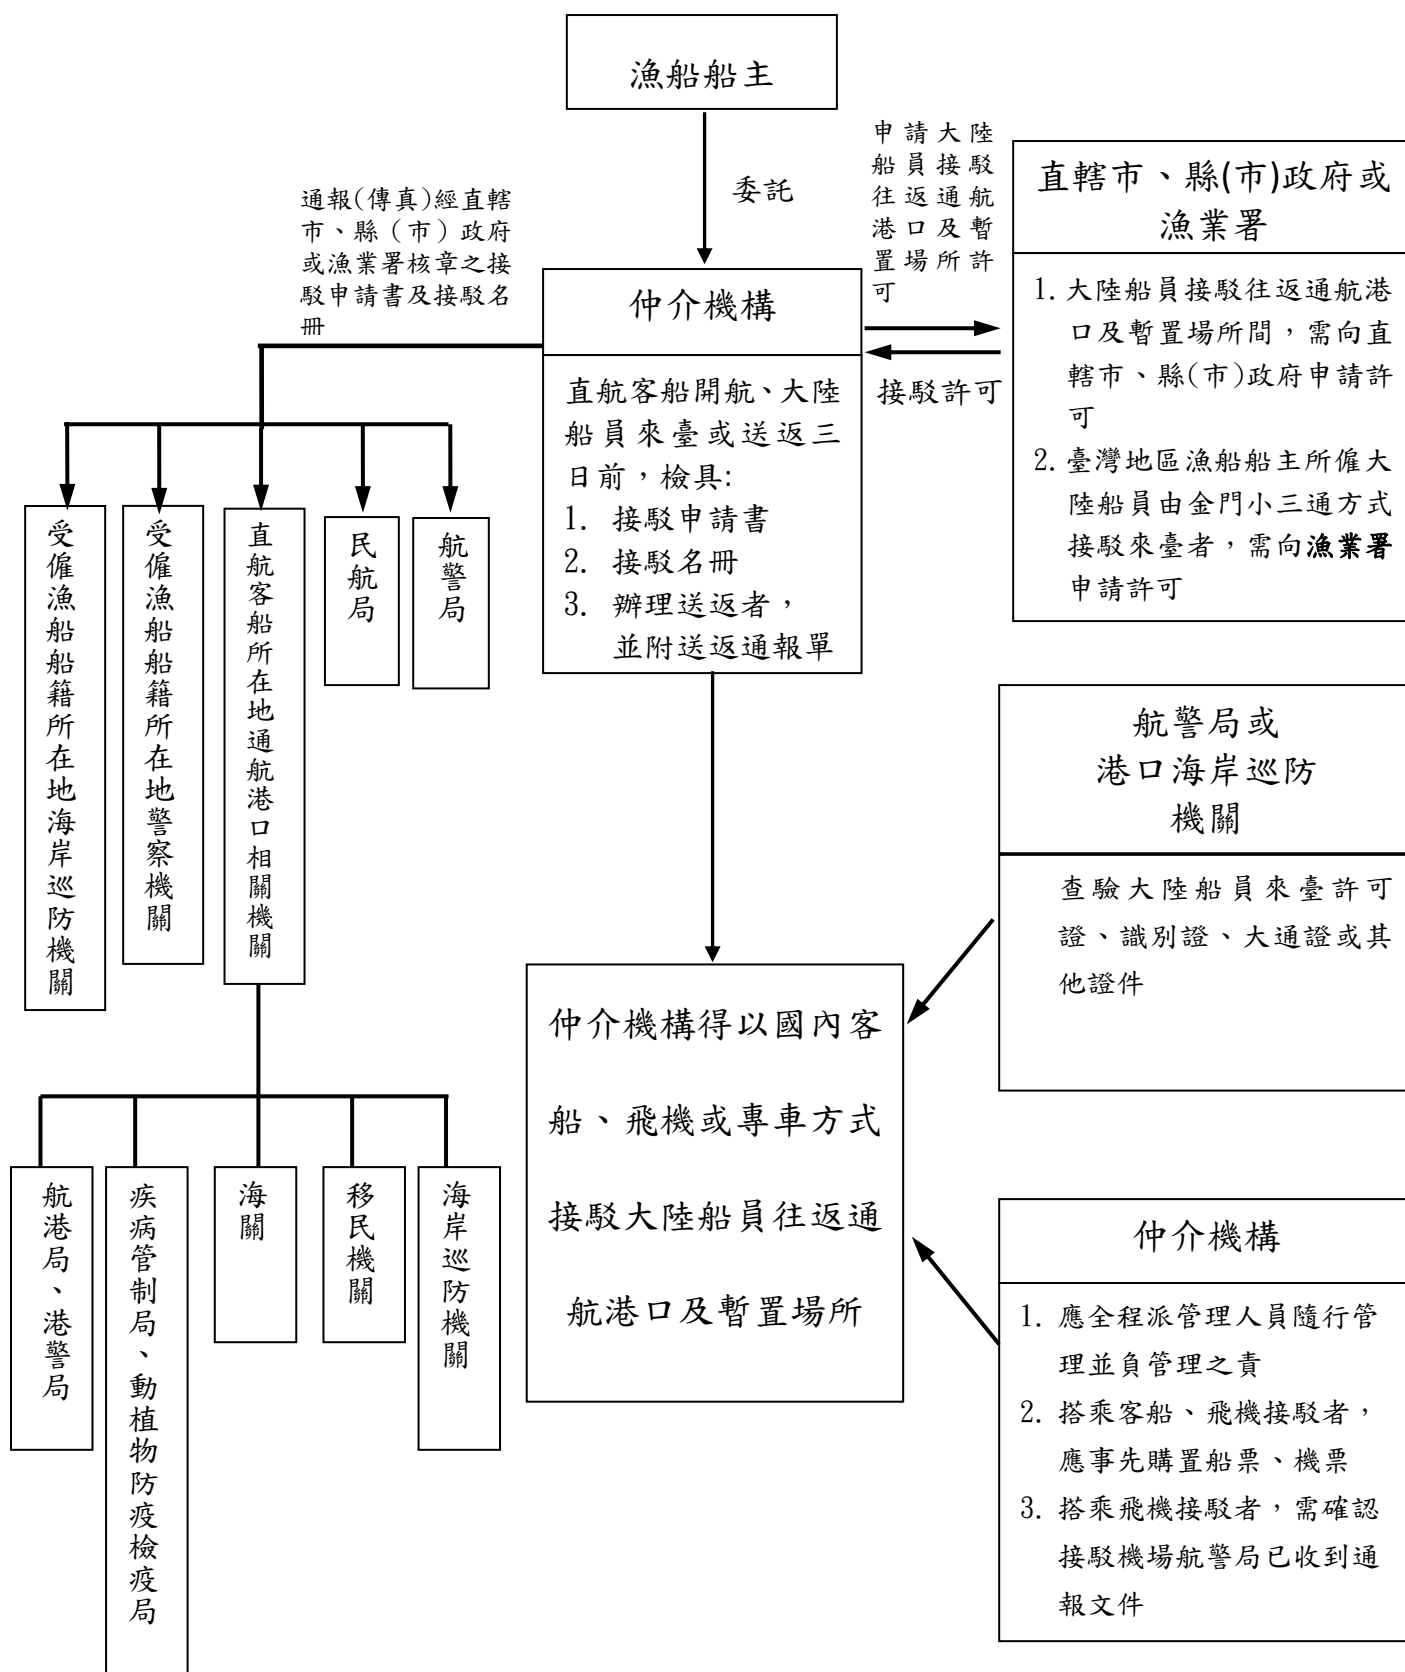 漁船船主
委託
申請大陸
船員接駁
往返通航
港口及暫
置場所許
可
接駁許可
通報(傳真)經直轄
市、縣（市）政府
或漁業署核章之接
駁申請書及接駁名
冊
仲介機構
直航客船開航、大陸
船員來臺或送返三
日前，檢具:
1. 接駁申請書
2. 接駁名冊
3. 辦理送返者，
並附送返通報單
直轄市、縣(市)政府或
漁業署
1. 大陸船員接駁往返通航港
口及暫置場所間，需向直
轄市、縣(市)政府申請許
可
2. 臺灣地區漁船船主所僱大
陸船員由金門小三通方式
接駁來臺者，需向漁業署
申請許可
受僱漁船船籍所在地海岸巡防機關
受僱漁船船籍所在地警察機關
直航客船所在地通航港口相關機關
民航局
航警局
航警局或
港口海岸巡防
機關
查驗大陸船員來臺許可
證、識別證、大通證或其
他證件
仲介機構得以國內客
船、飛機或專車方式
接駁大陸船員往返通
航港口及暫置場所
航港局、港警局
疾病管制局、動植物防疫檢疫局
海關
移民機關
海岸巡防機關
仲介機構
1. 應全程派管理人員隨行管
理並負管理之責
2. 搭乘客船、飛機接駁者，
應事先購置船票、機票
3. 搭乘飛機接駁者，需確認
接駁機場航警局已收到通
報文件